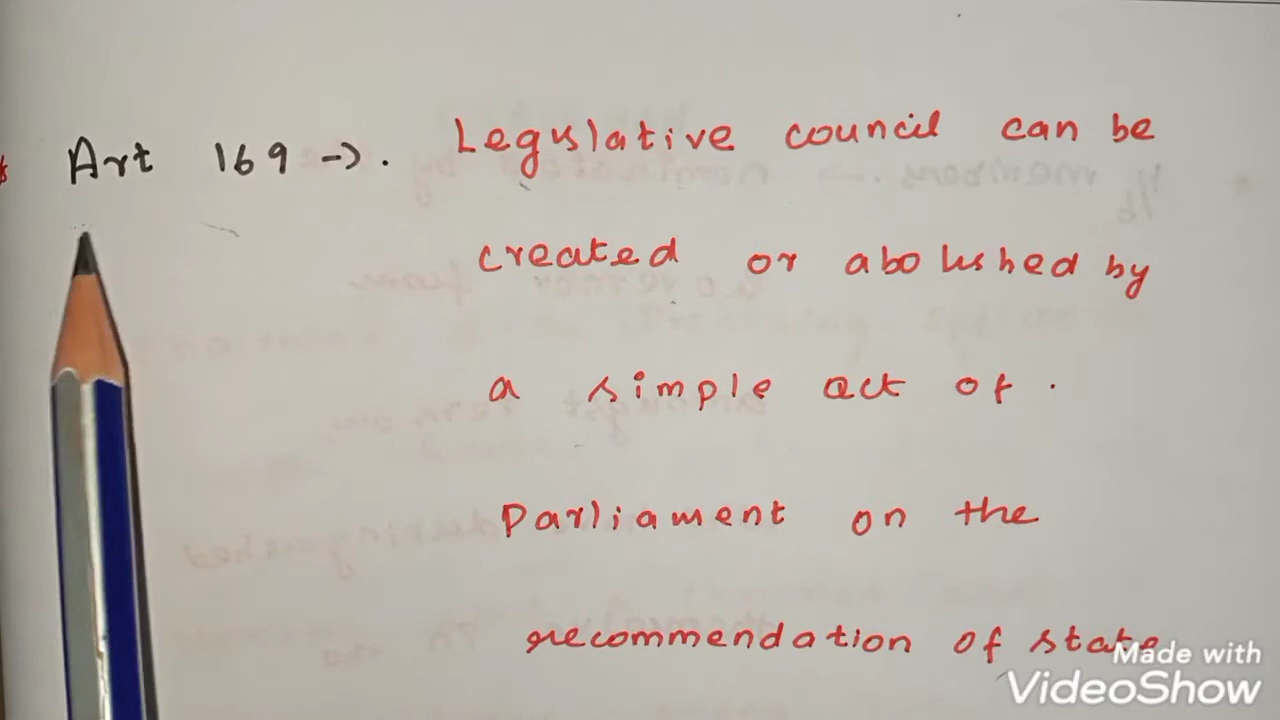 * Art 169 →. Legislative council can be
created or abolished by
a simple act of .
Parliament on the
recommendation of state
Made with
VideoShow